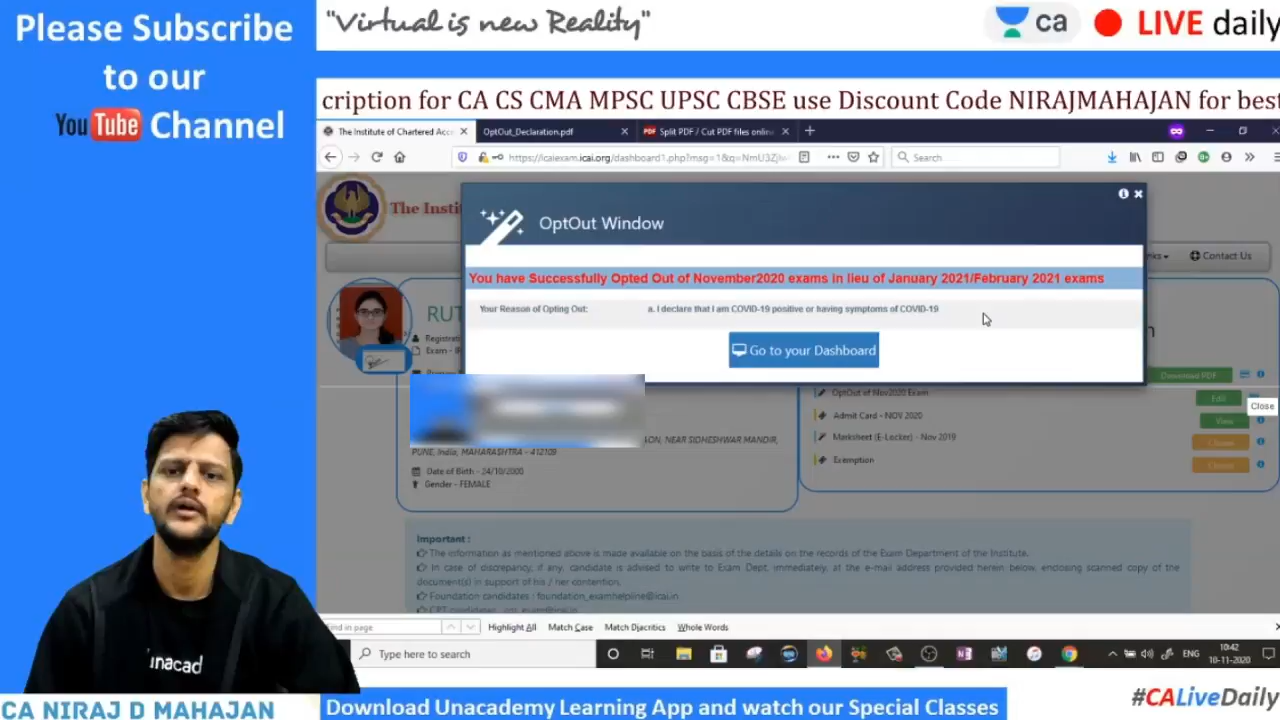 Please Subscribe
to our
YouTube Channel
"Virtual is new Reality"
ca
LIVE daily
cription for CA CS CMA MPSC UPSC CBSE use Discount Code NIRAJMAHAJAN for best
The Institute of Chartered Acc
OptOut_Declaration.pdf
PDF Split PDF / Cut PDF files online
https://icaiexam.icai.org/dashboard1.php?msg=1&q=
Search
The Insti
OptOut Window
You have Successfully Opted Out of November2020 exams in lieu of January 2021/February 2021 exams
Your Reason of Opting Out: a. I declare that I am COVID-19 positive or having symptoms of COVID-19
Go to your Dashboard
Contact Us
RUT
Registrati
Exam - I
Download PDF
OptOut of Nov2020 Exam
Edit
Close
Admit Card - NOV 2020
View
Marksheet (E-Locker) - Nov 2019
Exemption
NEAR SIDHESHWAR MANDIR,
PUNE, India, MAHARASHTRA - 412109
Date of Birth - 24/10/2000
Gender - FEMALE
Important :
The information as mentioned above is made available on the basis of the details on the records of the Exam Department of the Institute.
In case of discrepancy, if any, candidate is advised to write to Exam Dept, immediately, at the e-mail address provided herein below, enclosing scanned copy of the
document(s) in support of his / her contention.
Foundation candidates : foundation_examhelpline@icai.in
Find in page
Highlight All
Match Case
Match Diacritics
Whole Words
Type here to search
ENG
10:42
10-11-2020
unacad
CA NIRAJ D MAHAJAN
Download Unacademy Learning App and watch our Special Classes
#CALiveDaily